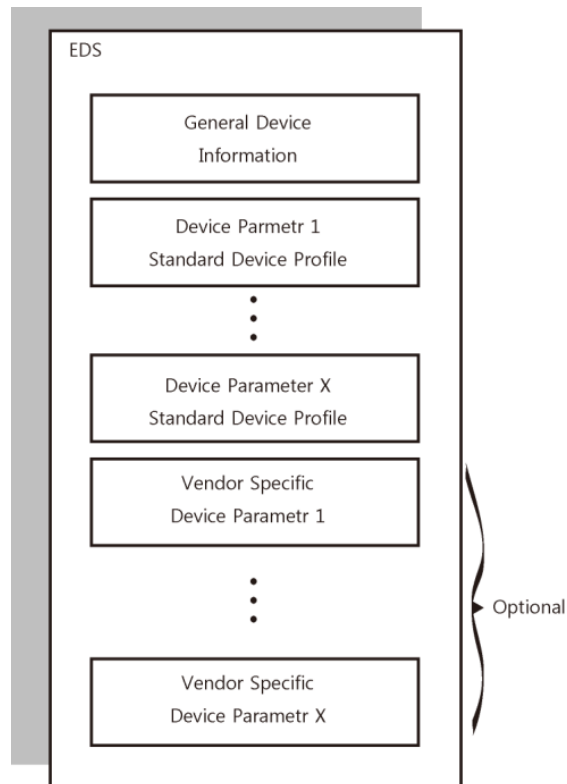 EDS
General Device
Information
Device Parmetr 1
Standard Device Profile
Device Parameter X
Standard Device Profile
Vendor Specific
Device Parametr 1
Optional
Vendor Specific
Device Parametr X